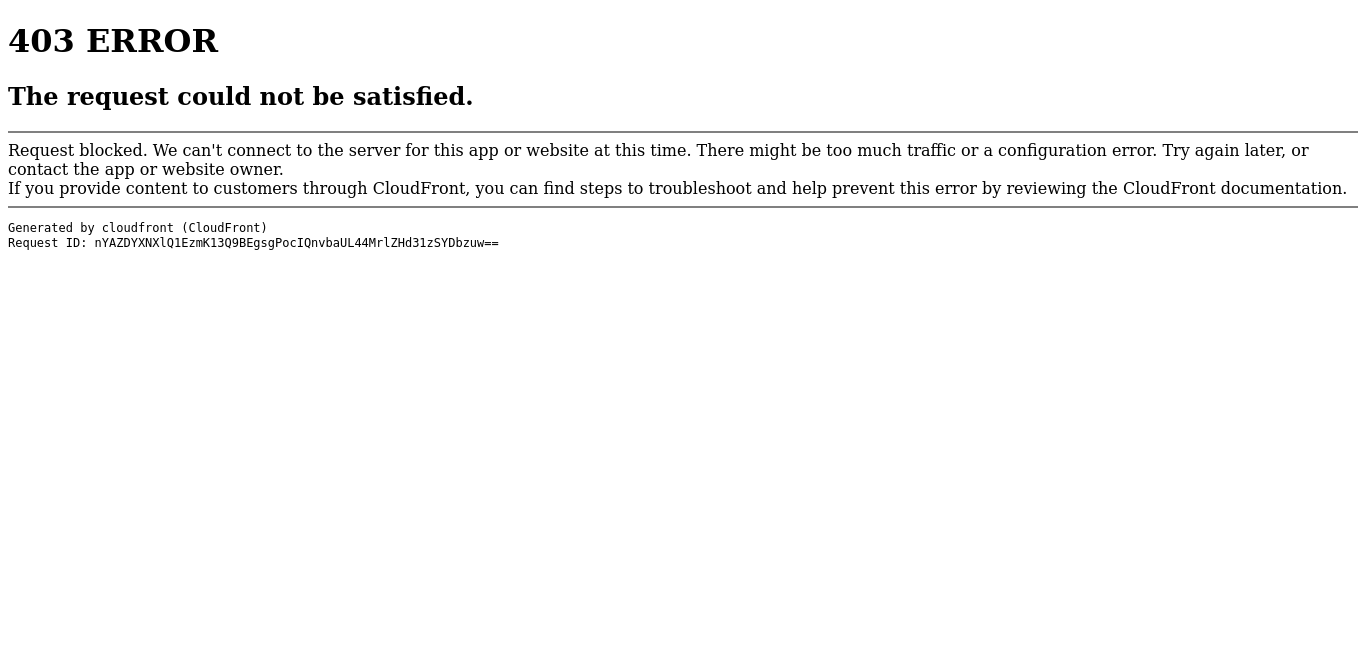 403 ERROR
The request could not be satisfied.
Request blocked. We can't connect to the server for this app or website at this time. There might be too much traffic or a configuration error. Try again later, or
contact the app or website owner.
If you provide content to customers through CloudFront, you can find steps to troubleshoot and help prevent this error by reviewing the CloudFront documentation.
Generated by cloudfront (CloudFront)
Request ID: nYAZDYXNXlQ1EzmK13Q9BEgsgPocIQnvbaUL44MrlZHd31zSYDbzuw==